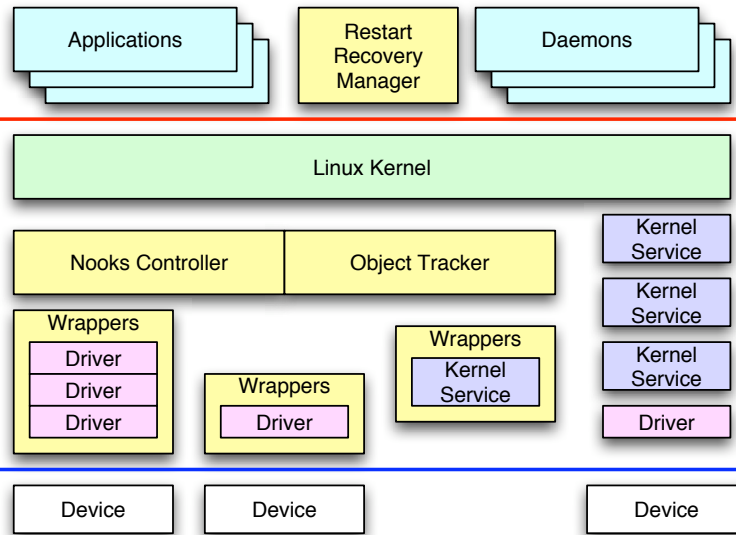 Applications
Restart
Recovery
Manager
Daemons
Linux Kernel
Nooks Controller
Object Tracker
Kernel
Service
Kernel
Service
Kernel
Service
Driver
Wrappers
Driver
Driver
Driver
Wrappers
Driver
Wrappers
Kernel
Service
Device
Device
Device